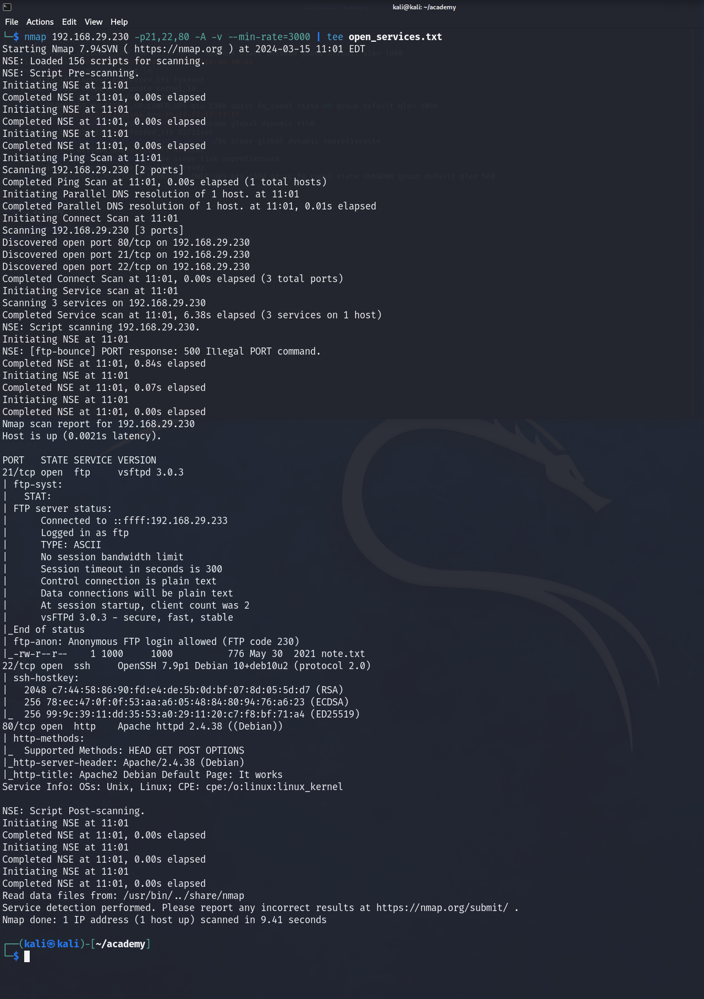 kali@kali: ~/academy
File Actions Edit View Help
└─$ nmap 192.168.29.230 -p21,22,80 -A -v --min-rate=3000 | tee open_services.txt
Starting Nmap 7.94SVN ( https://nmap.org ) at 2024-03-15 11:01 EDT
NSE: Loaded 156 scripts for scanning.
NSE: Script Pre-scanning.
Initiating NSE at 11:01
Completed NSE at 11:01, 0.00s elapsed
Initiating NSE at 11:01
Completed NSE at 11:01, 0.00s elapsed
Initiating NSE at 11:01
Completed NSE at 11:01, 0.00s elapsed
Initiating Ping Scan at 11:01
Scanning 192.168.29.230 [2 ports]
Completed Ping Scan at 11:01, 0.00s elapsed (1 total hosts)
Initiating Parallel DNS resolution of 1 host. at 11:01
Completed Parallel DNS resolution of 1 host. at 11:01, 0.01s elapsed
Initiating Connect Scan at 11:01
Scanning 192.168.29.230 [3 ports]
Discovered open port 80/tcp on 192.168.29.230
Discovered open port 21/tcp on 192.168.29.230
Discovered open port 22/tcp on 192.168.29.230
Completed Connect Scan at 11:01, 0.00s elapsed (3 total ports)
Initiating Service scan at 11:01
Scanning 3 services on 192.168.29.230
Completed Service scan at 11:01, 6.38s elapsed (3 services on 1 host)
NSE: Script scanning 192.168.29.230.
Initiating NSE at 11:01
NSE: [ftp-bounce] PORT response: 500 Illegal PORT command.
Completed NSE at 11:01, 0.84s elapsed
Initiating NSE at 11:01
Completed NSE at 11:01, 0.07s elapsed
Initiating NSE at 11:01
Completed NSE at 11:01, 0.00s elapsed
Nmap scan report for 192.168.29.230
Host is up (0.0021s latency).

PORT   STATE SERVICE VERSION
21/tcp open  ftp     vsftpd 3.0.3
| ftp-syst:
|   STAT:
| FTP server status:
|      Connected to ::ffff:192.168.29.233
|      Logged in as ftp
|      TYPE: ASCII
|      No session bandwidth limit
|      Session timeout in seconds is 300
|      Control connection is plain text
|      Data connections will be plain text
|      At session startup, client count was 2
|      vsFTPd 3.0.3 - secure, fast, stable
|_End of status
| ftp-anon: Anonymous FTP login allowed (FTP code 230)
|_-rw-r--r--    1 1000     1000          776 May 30  2021 note.txt
22/tcp open  ssh     OpenSSH 7.9p1 Debian 10+deb10u2 (protocol 2.0)
| ssh-hostkey:
|   2048 c7:44:58:86:90:fd:e4:de:5b:0d:bf:07:8d:05:5d:d7 (RSA)
|   256 78:ec:47:0f:0f:53:aa:a6:05:48:84:80:94:76:a6:23 (ECDSA)
|_  256 99:9c:39:11:dd:35:53:a0:29:11:20:c7:f8:bf:71:a4 (ED25519)
80/tcp open  http    Apache httpd 2.4.38 ((Debian))
| http-methods:
|_  Supported Methods: HEAD GET POST OPTIONS
|_http-server-header: Apache/2.4.38 (Debian)
|_http-title: Apache2 Debian Default Page: It works
Service Info: OSs: Unix, Linux; CPE: cpe:/o:linux:linux_kernel

NSE: Script Post-scanning.
Initiating NSE at 11:01
Completed NSE at 11:01, 0.00s elapsed
Initiating NSE at 11:01
Completed NSE at 11:01, 0.00s elapsed
Initiating NSE at 11:01
Completed NSE at 11:01, 0.00s elapsed
Read data files from: /usr/bin/../share/nmap
Service detection performed. Please report any incorrect results at https://nmap.org/submit/ .
Nmap done: 1 IP address (1 host up) scanned in 9.41 seconds

┌──(kali㉿kali)-[~/academy]
└─$